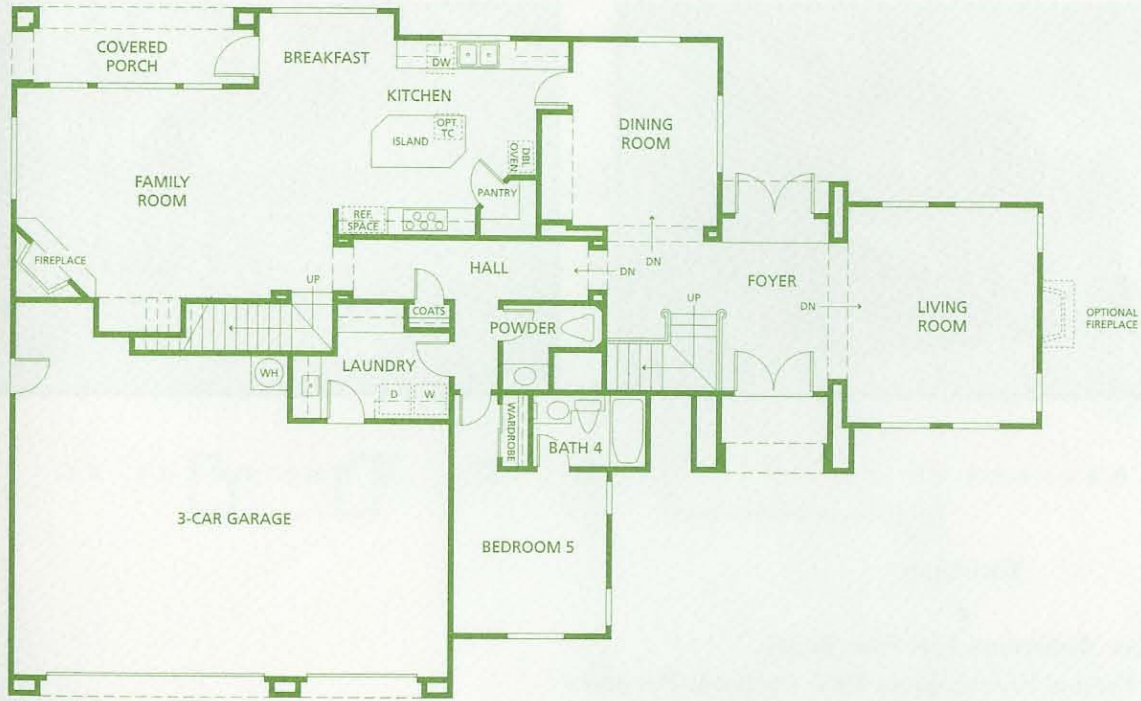 COVERED
PORCH
BREAKFAST
DW
KITCHEN
OPT.
TC
ISLAND
DBL
OVEN
DINING
ROOM
FAMILY
ROOM
PANTRY
REF.
SPACE
FIREPLACE
UP
HALL
DN
DN
FOYER
DN
LIVING
ROOM
OPTIONAL
FIREPLACE
COATS
POWDER
UP
LAUNDRY
WH
D
W
WARDROBE
BATH 4
3-CAR GARAGE
BEDROOM 5